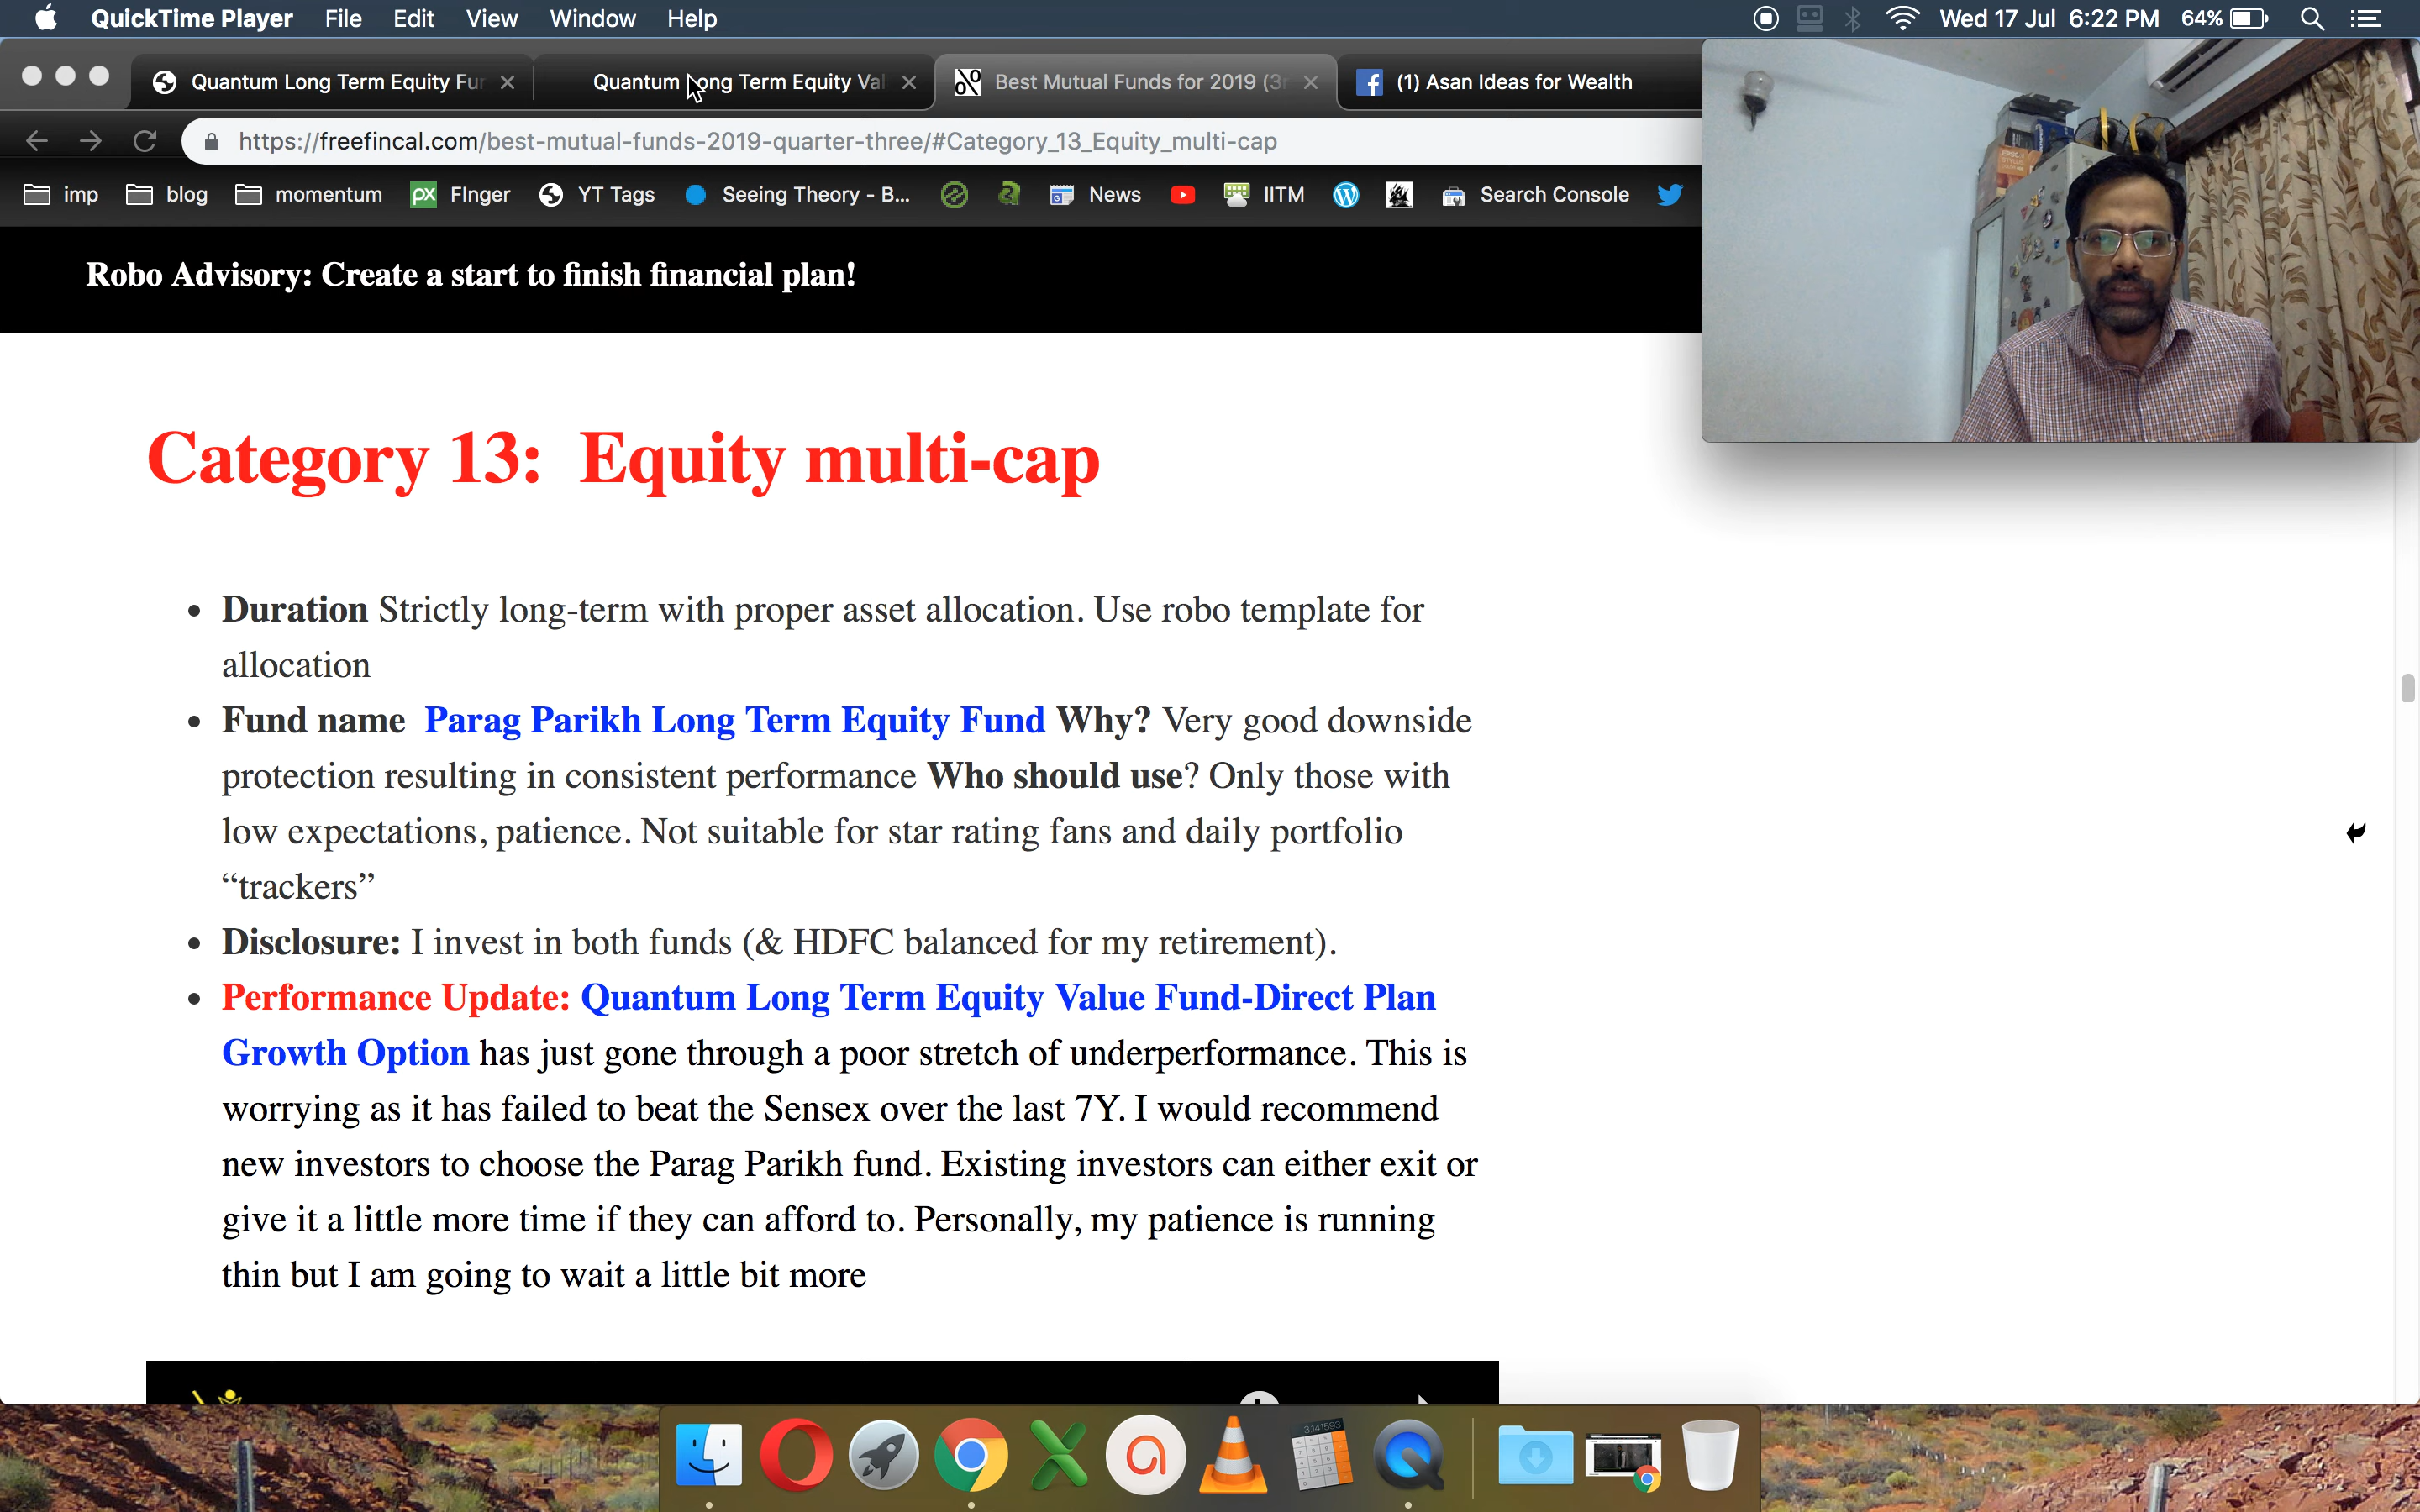 QuickTime Player File Edit View Window Help Wed 17 Jul 6:22 PM 64%
Quantum Long Term Equity Fur Quantum Long Term Equity Val Best Mutual Funds for 2019 (3r (1) Asan Ideas for Wealth
https://freefincal.com/best-mutual-funds-2019-quarter-three/#Category_13_Equity_multi-cap
imp blog momentum px FInger YT Tags Seeing Theory - B... News IITM Search Console
Robo Advisory: Create a start to finish financial plan!
Category 13: Equity multi-cap
• Duration Strictly long-term with proper asset allocation. Use robo template for
allocation
• Fund name Parag Parikh Long Term Equity Fund Why? Very good downside
protection resulting in consistent performance Who should use? Only those with
low expectations, patience. Not suitable for star rating fans and daily portfolio
“trackers”
• Disclosure: I invest in both funds (& HDFC balanced for my retirement).
• Performance Update: Quantum Long Term Equity Value Fund-Direct Plan
Growth Option has just gone through a poor stretch of underperformance. This is
worrying as it has failed to beat the Sensex over the last 7Y. I would recommend
new investors to choose the Parag Parikh fund. Existing investors can either exit or
give it a little more time if they can afford to. Personally, my patience is running
thin but I am going to wait a little bit more
3.141593